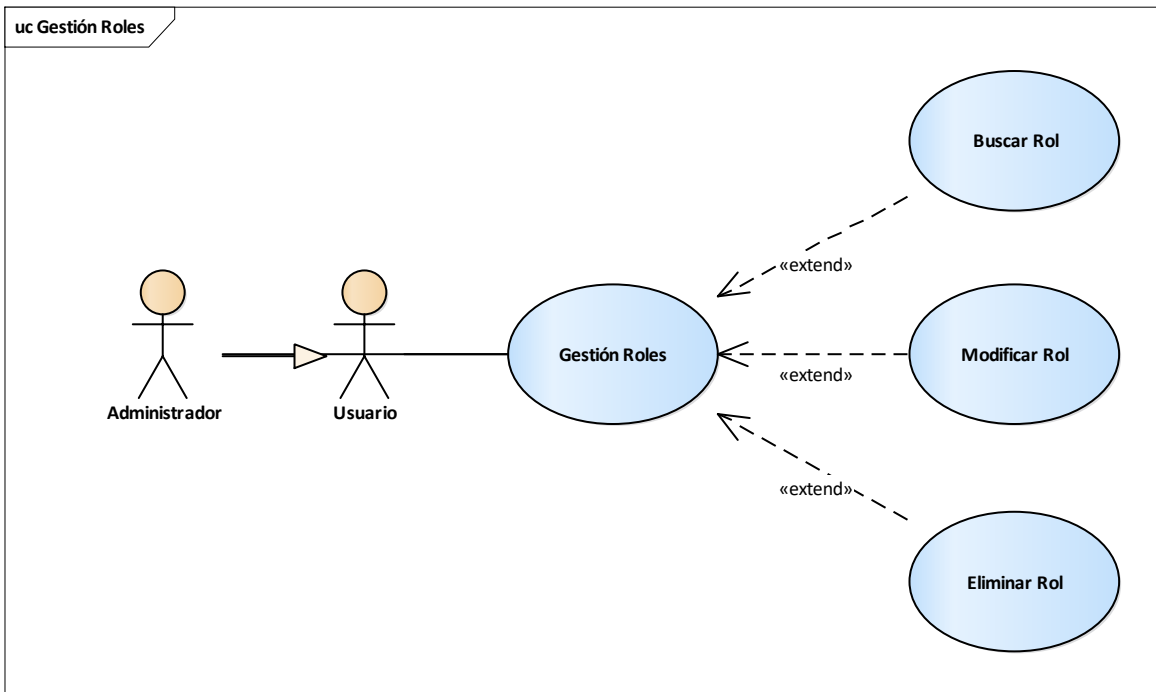 uc Gestión Roles
Buscar Rol
«extend»
Gestión Roles
Modificar Rol
«extend»
Administrador
Usuario
«extend»
Eliminar Rol